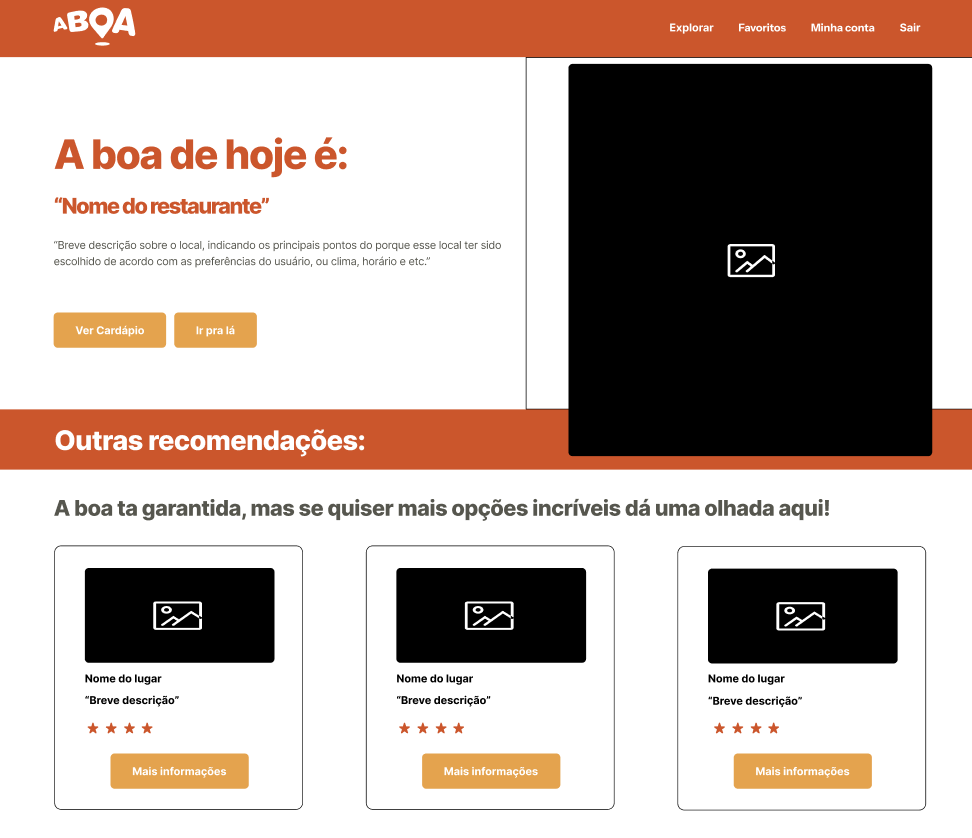 ABOA
Explorar Favoritos Minha conta Sair
A boa de hoje é:
“Nome do restaurante”
“Breve descrição sobre o local, indicando os principais pontos do porque esse local ter sido
escolhido de acordo com as preferências do usuário, ou clima, horário e etc.”
Ver Cardápio Ir pra lá
Outras recomendações:
A boa ta garantida, mas se quiser mais opções incríveis dá uma olhada aqui!
Nome do lugar
“Breve descrição”
Mais informações
Nome do lugar
“Breve descrição”
Mais informações
Nome do lugar
“Breve descrição”
Mais informações